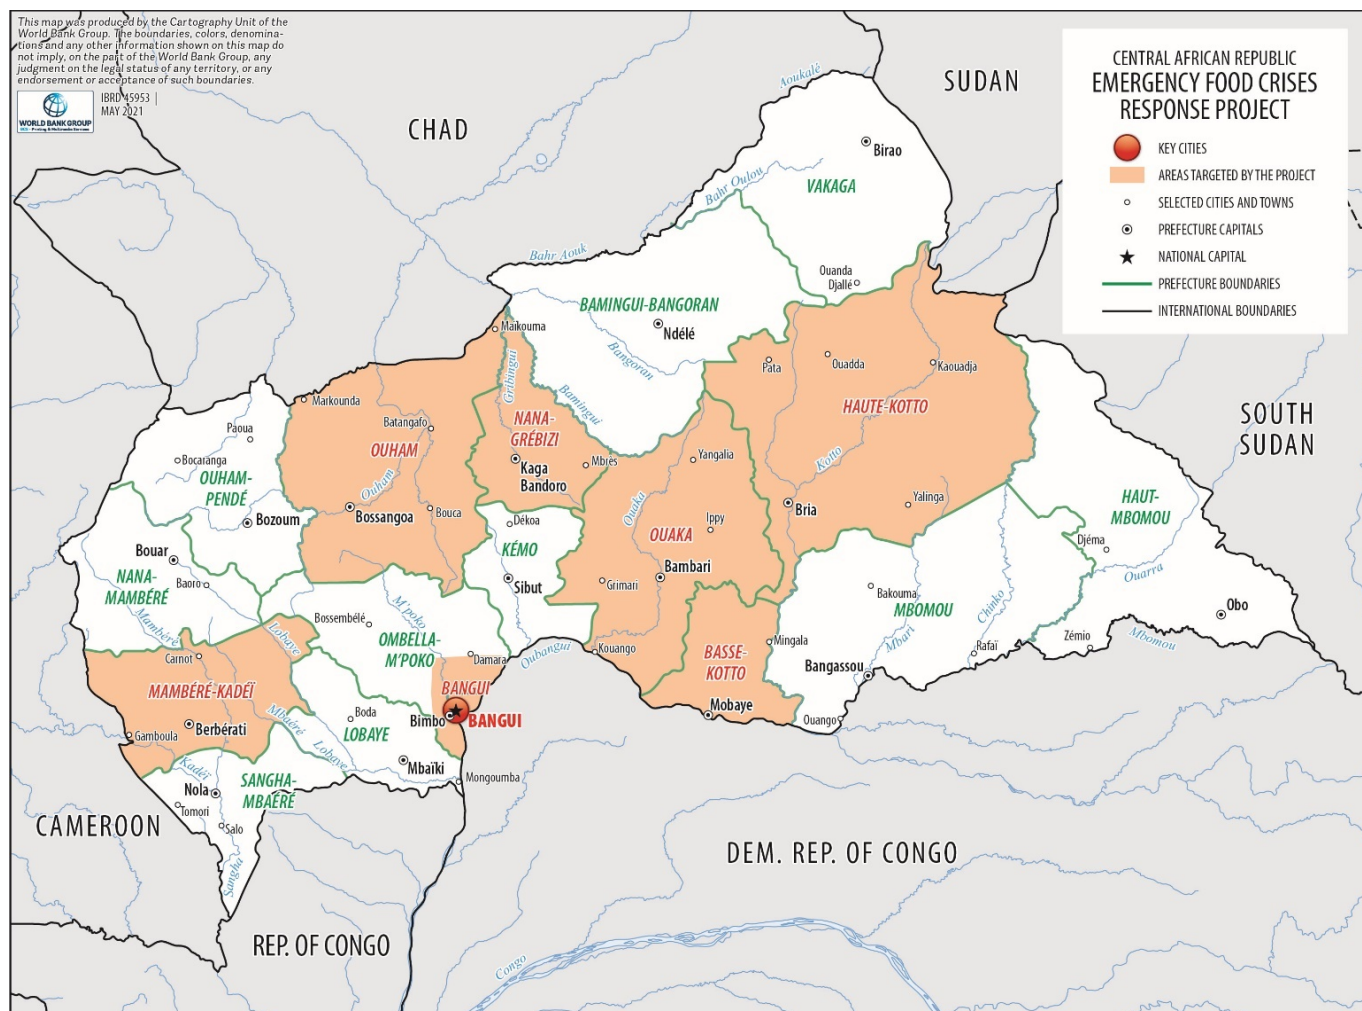 This map was produced by the Cartography Unit of the
World Bank Group. The boundaries, colors, denomina-
tions and any other information shown on this map do
not imply, on the part of the World Bank Group, any
judgment on the legal status of any territory, or any
endorsement or acceptance of such boundaries.
WORLD BANK GROUP
IBRD 45953 |
MAY 2021
CENTRAL AFRICAN REPUBLIC
EMERGENCY FOOD CRISES
RESPONSE PROJECT
KEY CITIES
AREAS TARGETED BY THE PROJECT
SELECTED CITIES AND TOWNS
PREFECTURE CAPITALS
NATIONAL CAPITAL
PREFECTURE BOUNDARIES
INTERNATIONAL BOUNDARIES
SUDAN
CHAD
Aoukalé
Birao
VAKAGA
Bahr Oulou
Bahr Aouk
Ouanda
Djallé
BAMINGUI-BANGORAN
Ndélé
Bangoran
Bamingui
Maïkouma
Gribingui
Pata
Ouadda
Kaouadja
HAUTE-KOTTO
Kotto
Bria
Yalinga
SOUTH
SUDAN
Markounda
Batangafo
OUHAM
Ouham
Bossangoa
Bouca
NANA-
GRÉBIZI
Kaga
Bandoro
Mbrès
Paoua
Bocaranga
OUHAM-
PENDÉ
Bozoum
Yangalia
Ouaka
Ippy
OUAKA
Bambari
Grimari
Kouango
Dékoa
KÉMO
Sibut
HAUT-
MBOMOU
Djéma
Ouarra
Obo
Zémio
Mbomou
Bouar
Baoro
NANA-
MAMBÉRÉ
Mambéré
Lobaye
Bossembélé
M'poko
OMBELLA-
M'POKO
Damara
Oubangui
Bakouma
MBOMOU
Chinko
Mbari
Rafaï
Bangassou
Ouango
Mingala
BASSE-
KOTTO
Mobaye
Carnot
MAMBÉRÉ-KADÉÏ
Berbérati
Gamboula
BANGUI
Bimbo
BANGUI
Boda
LOBAYE
Mbaéré
Lobaye
Mbaïki
Mongoumba
Kadéï
SANGHA-
MBAÉRÉ
Nola
Tomori
Salo
Sangha
CAMEROON
REP. OF CONGO
DEM. REP. OF CONGO
Congo